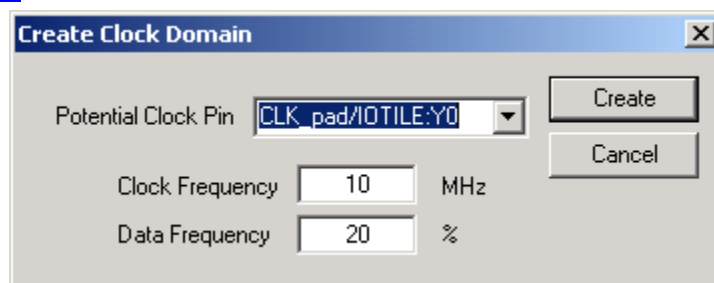 Create Clock Domain
Potential Clock Pin CLK_pad/IOTILE:Y0 Create
Cancel
Clock Frequency 10 MHz
Data Frequency 20 %